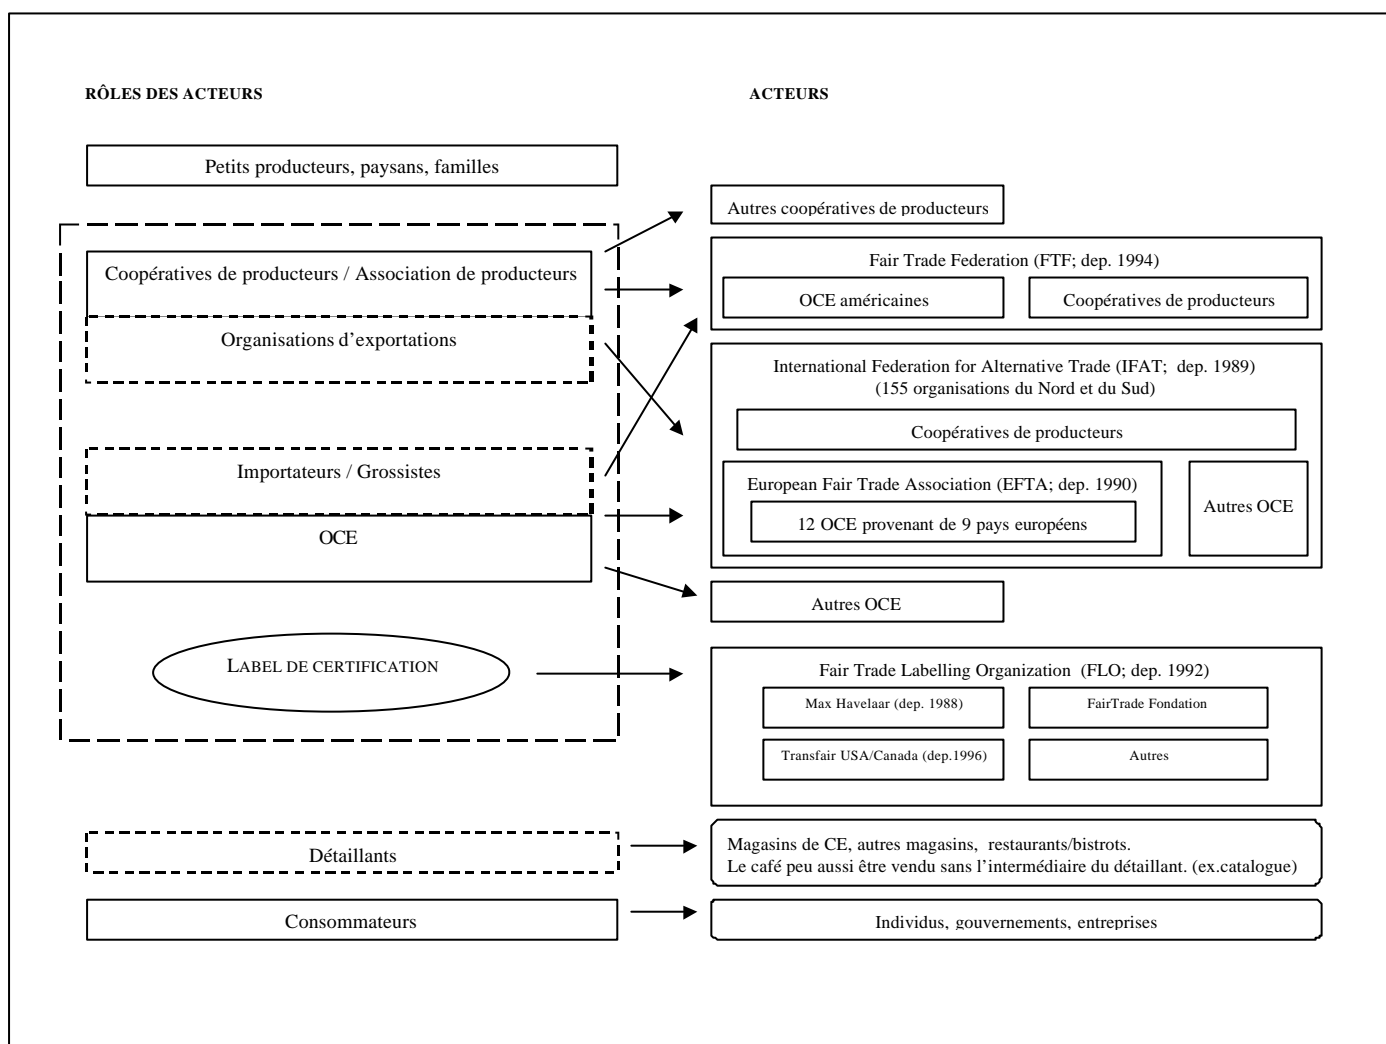 RÔLES DES ACTEURS
ACTEURS
Petits producteurs, paysans, familles
Autres coopératives de producteurs
Coopératives de producteurs / Association de producteurs
Organisations d’exportations
Fair Trade Federation (FTF; dep. 1994)
OCE américaines
Coopératives de producteurs
International Federation for Alternative Trade (IFAT; dep. 1989)
(155 organisations du Nord et du Sud)
Coopératives de producteurs
Importateurs / Grossistes
OCE
European Fair Trade Association (EFTA; dep. 1990)
12 OCE provenant de 9 pays européens
Autres OCE
Autres OCE
LABEL DE CERTIFICATION
Fair Trade Labelling Organization (FLO; dep. 1992)
Max Havelaar (dep. 1988)
FairTrade Fondation
Transfair USA/Canada (dep.1996)
Autres
Détaillants
Magasins de CE, autres magasins, restaurants/bistrots.
Le café peu aussi être vendu sans l’intermédiaire du détaillant. (ex.catalogue)
Consommateurs
Individus, gouvernements, entreprises